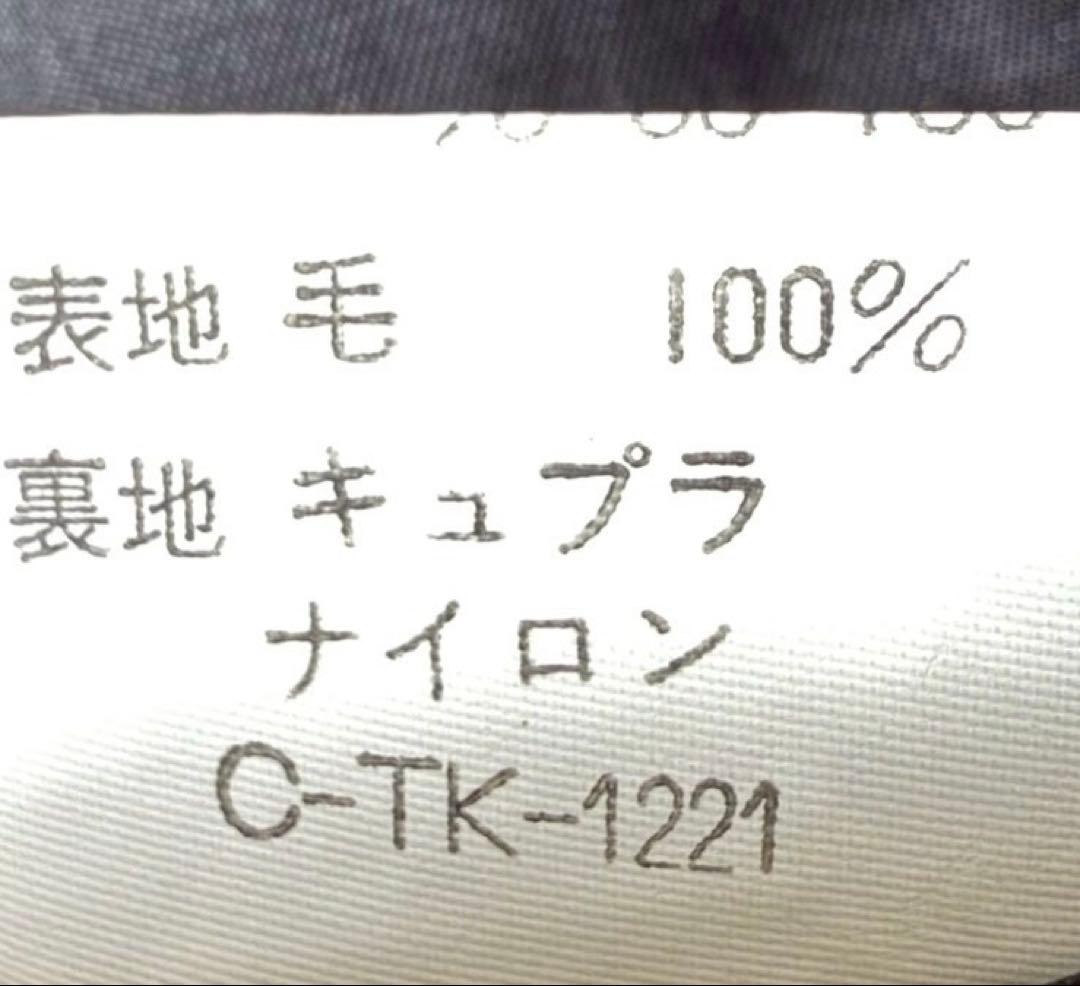 表地 毛 100%
裏地 キュプラ
ナイロン
C-TK-1221